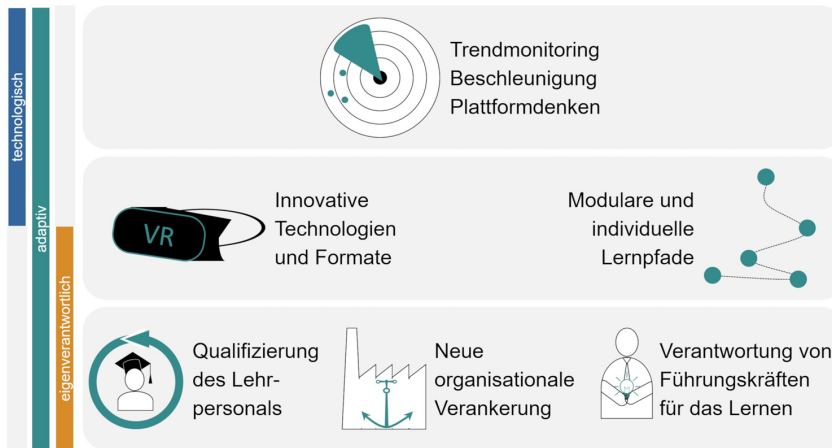 technologisch
adaptiv
eigenverantwortlich
Trendmonitoring
Beschleunigung
Plattformdenken
VR
Innovative
Technologien
und Formate
Modulare und
individuelle
Lernpfade
Qualifizierung
des Lehr-
personals
Neue
organisationale
Verankerung
Verantwortung von
Führungskräften
für das Lernen